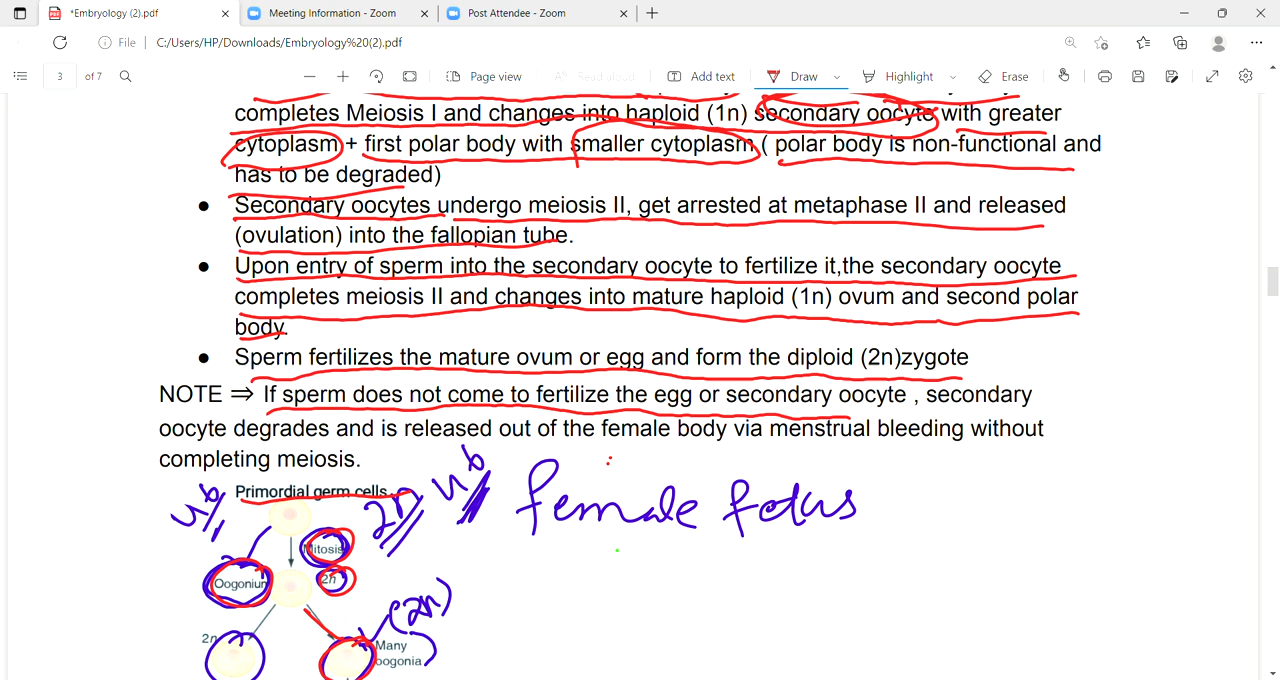 *Embryology (2).pdf
Meeting Information - Zoom
Post Attendee - Zoom
File
C:/Users/HP/Downloads/Embryology%20(2).pdf
3 of 7
Page view
Read aloud
Add text
Draw
Highlight
Erase
completes Meiosis I and changes into haploid (1n) secondary oocyte with greater
cytoplasm + first polar body with smaller cytoplasm ( polar body is non-functional and
has to be degraded)
● Secondary oocytes undergo meiosis II, get arrested at metaphase II and released
(ovulation) into the fallopian tube.
● Upon entry of sperm into the secondary oocyte to fertilize it,the secondary oocyte
completes meiosis II and changes into mature haploid (1n) ovum and second polar
body.
● Sperm fertilizes the mature ovum or egg and form the diploid (2n)zygote
NOTE ⇒ If sperm does not come to fertilize the egg or secondary oocyte , secondary
oocyte degrades and is released out of the female body via menstrual bleeding without
completing meiosis.
Primordial germ cells
2n
female fetus
Mitosis
Oogonium
2n
(2n)
2n
Many
oogonia